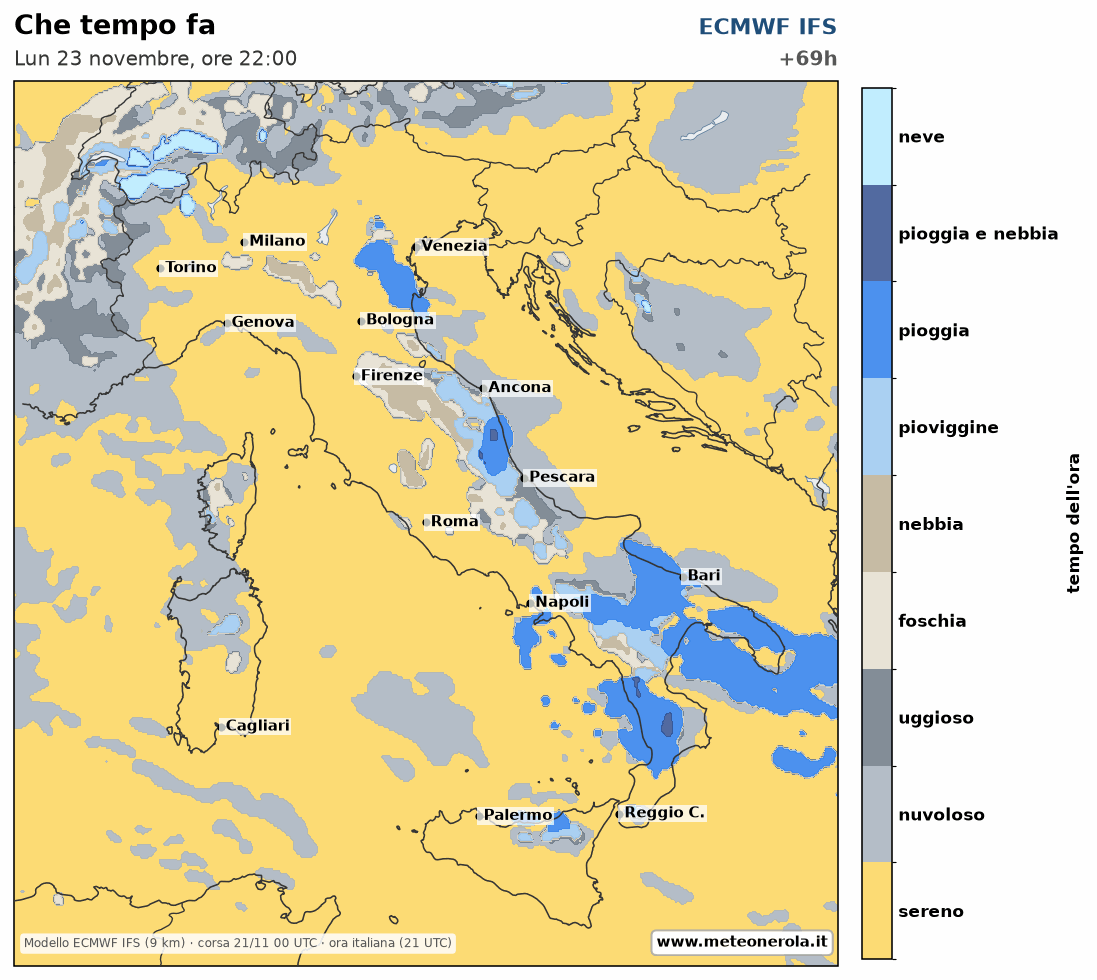 Che tempo fa
ECMWF IFS
Lun 23 novembre, ore 22:00
+69h
Milano
Venezia
Torino
Genova
Bologna
Firenze
Ancona
Pescara
Roma
Bari
Napoli
Cagliari
Palermo
Reggio C.
neve
pioggia e nebbia
pioggia
pioviggine
nebbia
foschia
uggioso
nuvoloso
sereno
tempo dell'ora
Modello ECMWF IFS (9 km) · corsa 21/11 00 UTC · ora italiana (21 UTC)
www.meteonerola.it